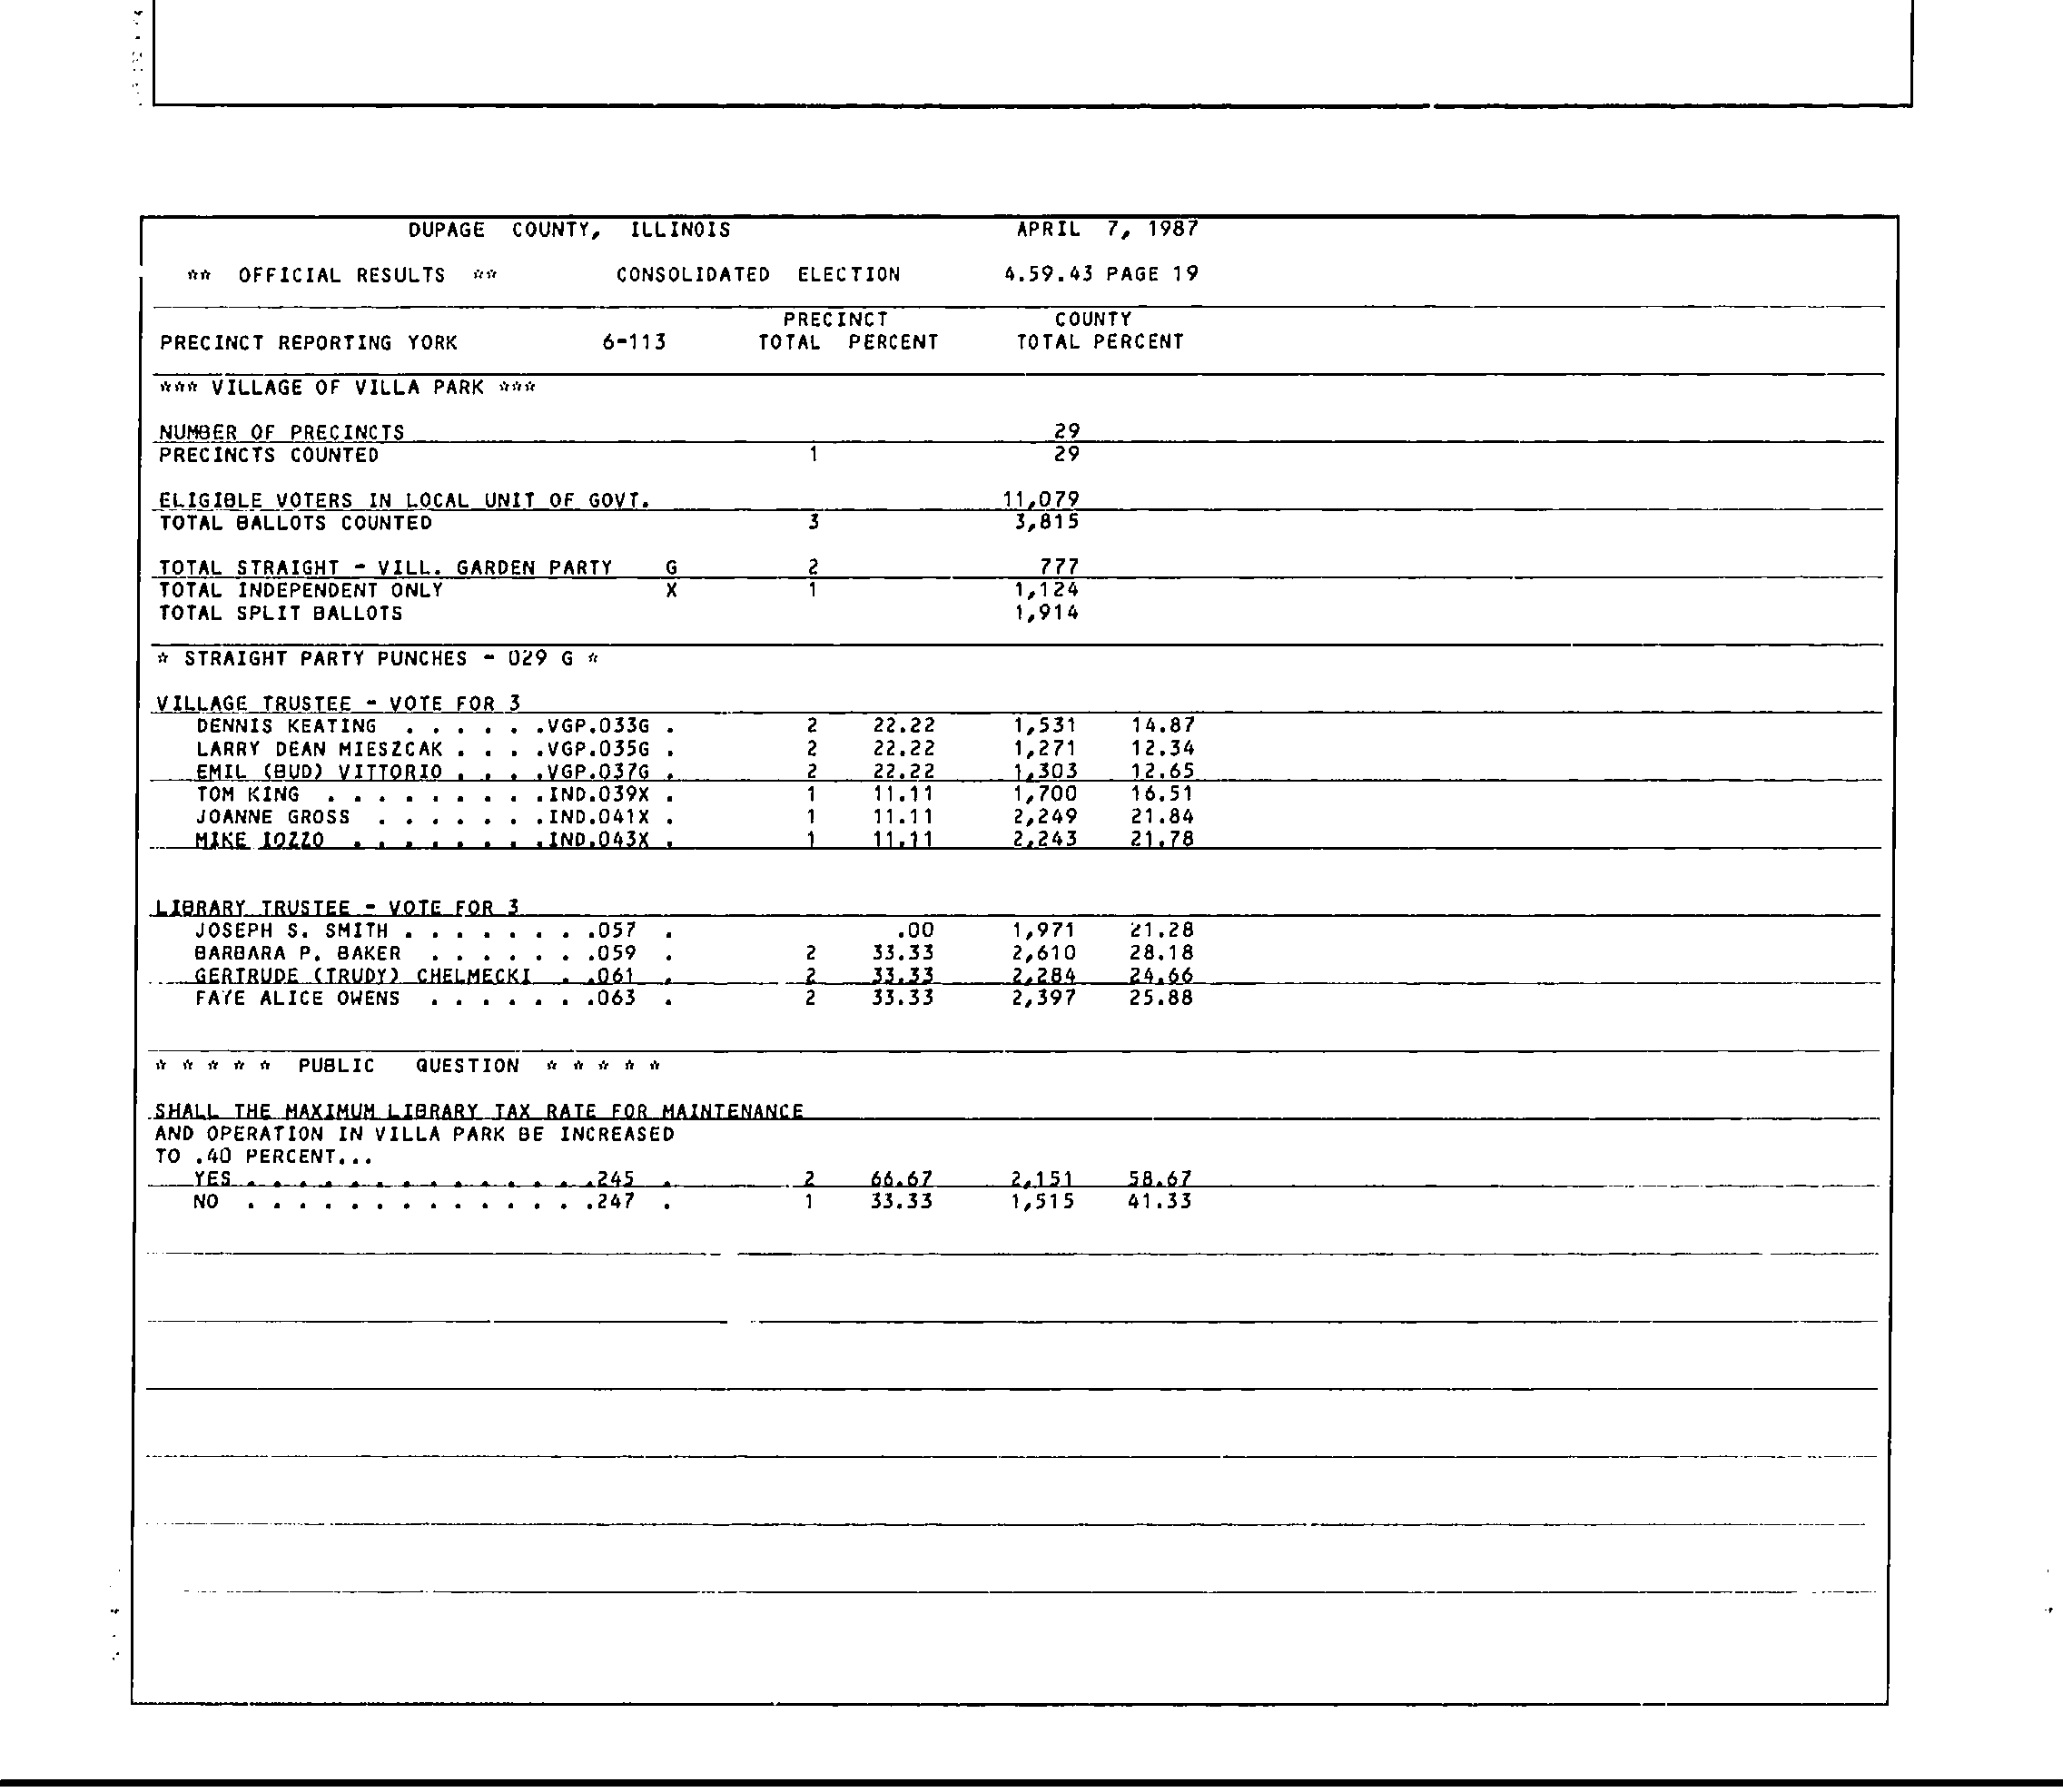 DUPAGE COUNTY, ILLINOIS APRIL 7, 1987
** OFFICIAL RESULTS ** CONSOLIDATED ELECTION 4.59.43 PAGE 19
PRECINCT COUNTY
PRECINCT REPORTING YORK 6-113 TOTAL PERCENT TOTAL PERCENT
*** VILLAGE OF VILLA PARK ***
NUMBER OF PRECINCTS 29
PRECINCTS COUNTED 1 29
ELIGIBLE VOTERS IN LOCAL UNIT OF GOVT. 11,079
TOTAL BALLOTS COUNTED 3 3,815
TOTAL STRAIGHT - VILL. GARDEN PARTY G 2 777
TOTAL INDEPENDENT ONLY X 1 1,124
TOTAL SPLIT BALLOTS 1,914
* STRAIGHT PARTY PUNCHES - 029 G *
VILLAGE TRUSTEE - VOTE FOR 3
DENNIS KEATING . . . . . .VGP.033G . 2 22.22 1,531 14.87
LARRY DEAN MIESZCAK . . . .VGP.035G . 2 22.22 1,271 12.34
EMIL (BUD) VITTORIO . . . .VGP.037G . 2 22.22 1,303 12.65
TOM KING . . . . . . . . .IND.039X . 1 11.11 1,700 16.51
JOANNE GROSS . . . . . . .IND.041X . 1 11.11 2,249 21.84
MIKE IOZZO . . . . . . . .IND.043X . 1 11.11 2,243 21.78
LIBRARY TRUSTEE - VOTE FOR 3
JOSEPH S. SMITH . . . . . . . .057 . .00 1,971 21.28
BARBARA P. BAKER . . . . . . .059 . 2 33.33 2,610 28.18
GERTRUDE (TRUDY) CHELMECKI . .061 . 2 33.33 2,284 24.66
FAYE ALICE OWENS . . . . . . .063 . 2 33.33 2,397 25.88
* * * * * PUBLIC QUESTION * * * * *
SHALL THE MAXIMUM LIBRARY TAX RATE FOR MAINTENANCE
AND OPERATION IN VILLA PARK BE INCREASED
TO .40 PERCENT...
YES . . . . . . . . . . . . . .245 . 2 66.67 2,151 58.67
NO . . . . . . . . . . . . . .247 . 1 33.33 1,515 41.33